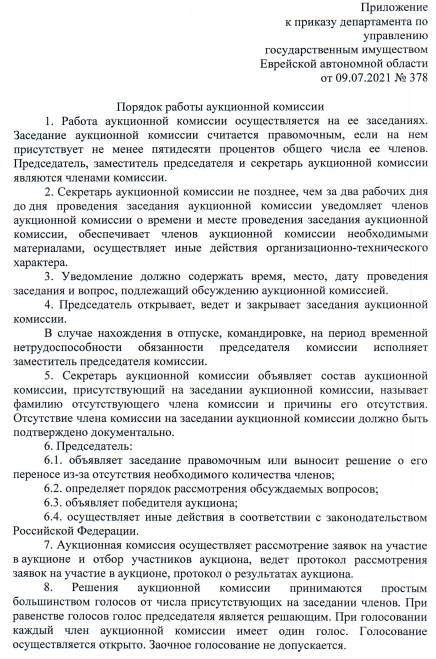 Приложение
к приказу департамента по
управлению
государственным имуществом
Еврейской автономной области
от 09.07.2021 № 378
Порядок работы аукционной комиссии
1. Работа аукционной комиссии осуществляется на ее заседаниях.
Заседание аукционной комиссии считается правомочным, если на нем
присутствует не менее пятидесяти процентов общего числа ее членов.
Председатель, заместитель председателя и секретарь аукционной комиссии
являются членами комиссии.
2. Секретарь аукционной комиссии не позднее, чем за два рабочих дня
до дня проведения заседания аукционной комиссии уведомляет членов
аукционной комиссии о времени и месте проведения заседания аукционной
комиссии, обеспечивает членов аукционной комиссии необходимыми
материалами, осуществляет иные действия организационно-технического
характера.
3. Уведомление должно содержать время, место, дату проведения
заседания и вопрос, подлежащий обсуждению аукционной комиссией.
4. Председатель открывает, ведет и закрывает заседания аукционной
комиссии.
В случае нахождения в отпуске, командировке, на период временной
нетрудоспособности обязанности председателя комиссии исполняет
заместитель председателя комиссии.
5. Секретарь аукционной комиссии объявляет состав аукционной
комиссии, присутствующий на заседании аукционной комиссии, называет
фамилию отсутствующего члена комиссии и причины его отсутствия.
Отсутствие члена комиссии на заседании аукционной комиссии должно быть
подтверждено документально.
6. Председатель:
6.1. объявляет заседание правомочным или выносит решение о его
переносе из-за отсутствия необходимого количества членов;
6.2. определяет порядок рассмотрения обсуждаемых вопросов;
6.3. объявляет победителя аукциона;
6.4. осуществляет иные действия в соответствии с законодательством
Российской Федерации.
7. Аукционная комиссия осуществляет рассмотрение заявок на участие
в аукционе и отбор участников аукциона, ведет протокол рассмотрения
заявок на участие в аукционе, протокол о результатах аукциона.
8. Решения аукционной комиссии принимаются простым
большинством голосов от числа присутствующих на заседании членов. При
равенстве голосов голос председателя является решающим. При голосовании
каждый член аукционной комиссии имеет один голос. Голосование
осуществляется открыто. Заочное голосование не допускается.